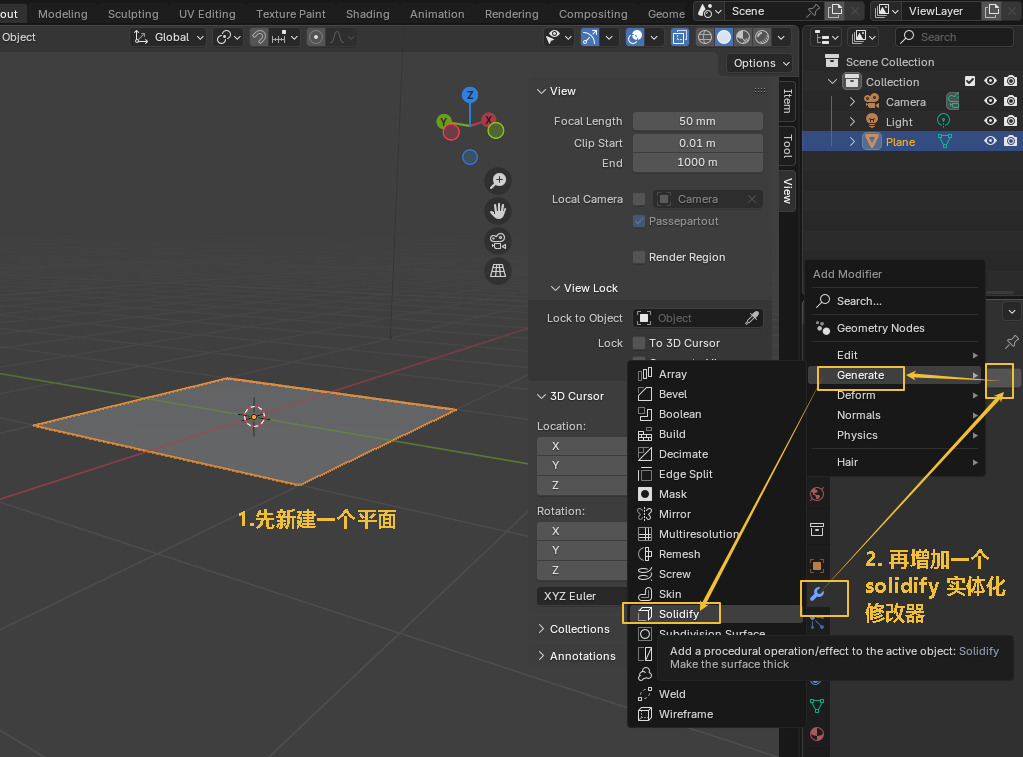 out Modeling Sculpting UV Editing Texture Paint Shading Animation Rendering Compositing Geome Scene ViewLayer
Object Global Search
Options
Scene Collection
Collection
Camera
Light
Plane
View
Focal Length 50 mm
Clip Start 0.01 m
End 1000 m
Local Camera Camera
Passepartout
Render Region
View Lock
Lock to Object Object
Lock To 3D Cursor
3D Cursor
Location:
X
Y
Z
Rotation:
X
Y
Z
XYZ Euler
Collections
Annotations
Item
Tool
View
Z
Y
X
Add Modifier
Search...
Geometry Nodes
Edit
Generate
Deform
Normals
Physics
Hair
Array
Bevel
Boolean
Build
Decimate
Edge Split
Mask
Mirror
Multiresolution
Remesh
Screw
Skin
Solidify
Subdivision Surface
Weld
Wireframe
Add a procedural operation/effect to the active object: Solidify
Make the surface thick
1.先新建一个平面
2. 再增加一个
solidify 实体化
修改器